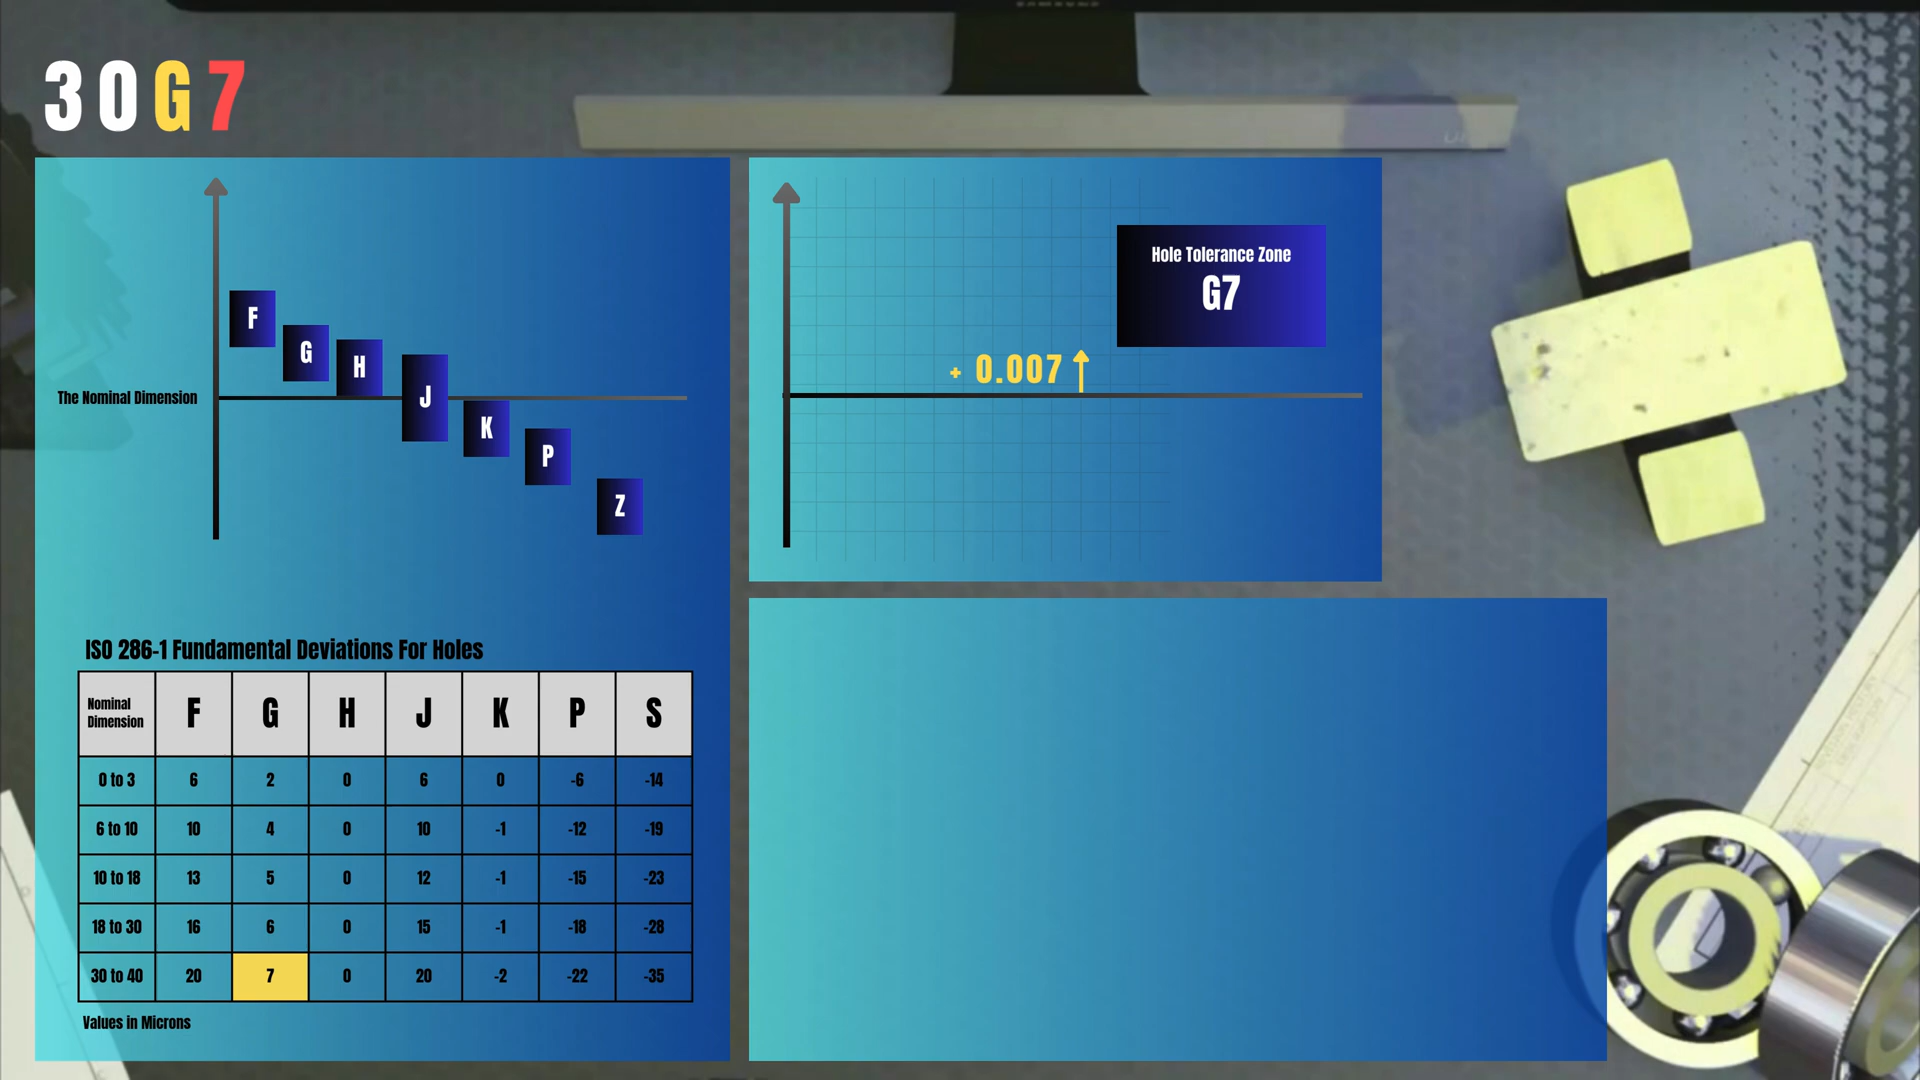 30G7
F
G
H
J
K
P
Z
The Nominal Dimension
Hole Tolerance Zone
G7
+ 0.007
ISO 286-1 Fundamental Deviations For Holes
Nominal Dimension F G H J K P S
0 to 3 6 2 0 6 0 -6 -14
6 to 10 10 4 0 10 -1 -12 -19
10 to 18 13 5 0 12 -1 -15 -23
18 to 30 16 6 0 15 -1 -18 -28
30 to 40 20 7 0 20 -2 -22 -35
Values in Microns